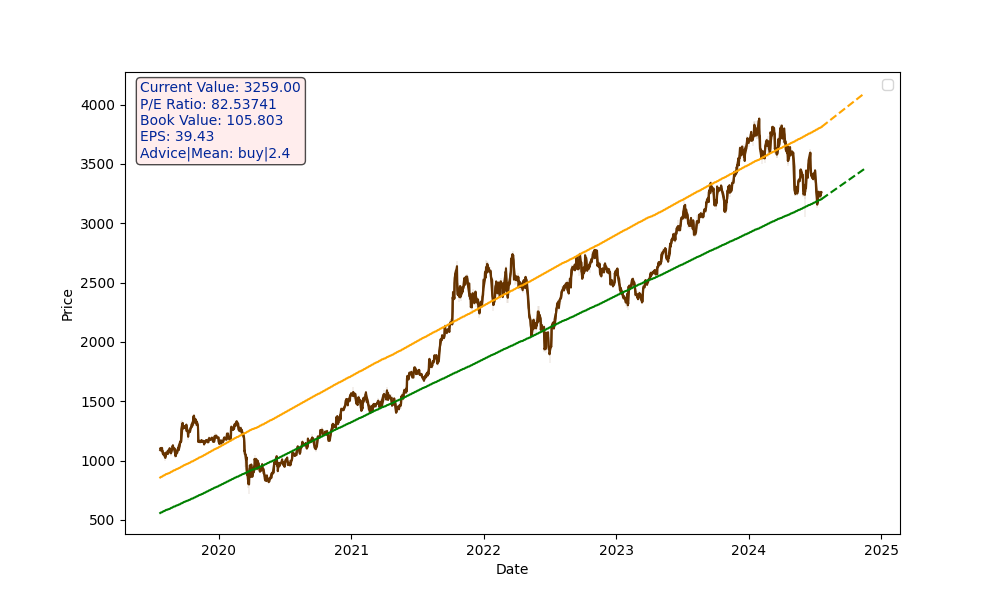 Current Value: 3259.00
P/E Ratio: 82.53741
Book Value: 105.803
EPS: 39.43
Advice|Mean: buy|2.4
4000
3500
3000
2500
2000
1500
1000
500
Price
2020
2021
2022
2023
2024
2025
Date